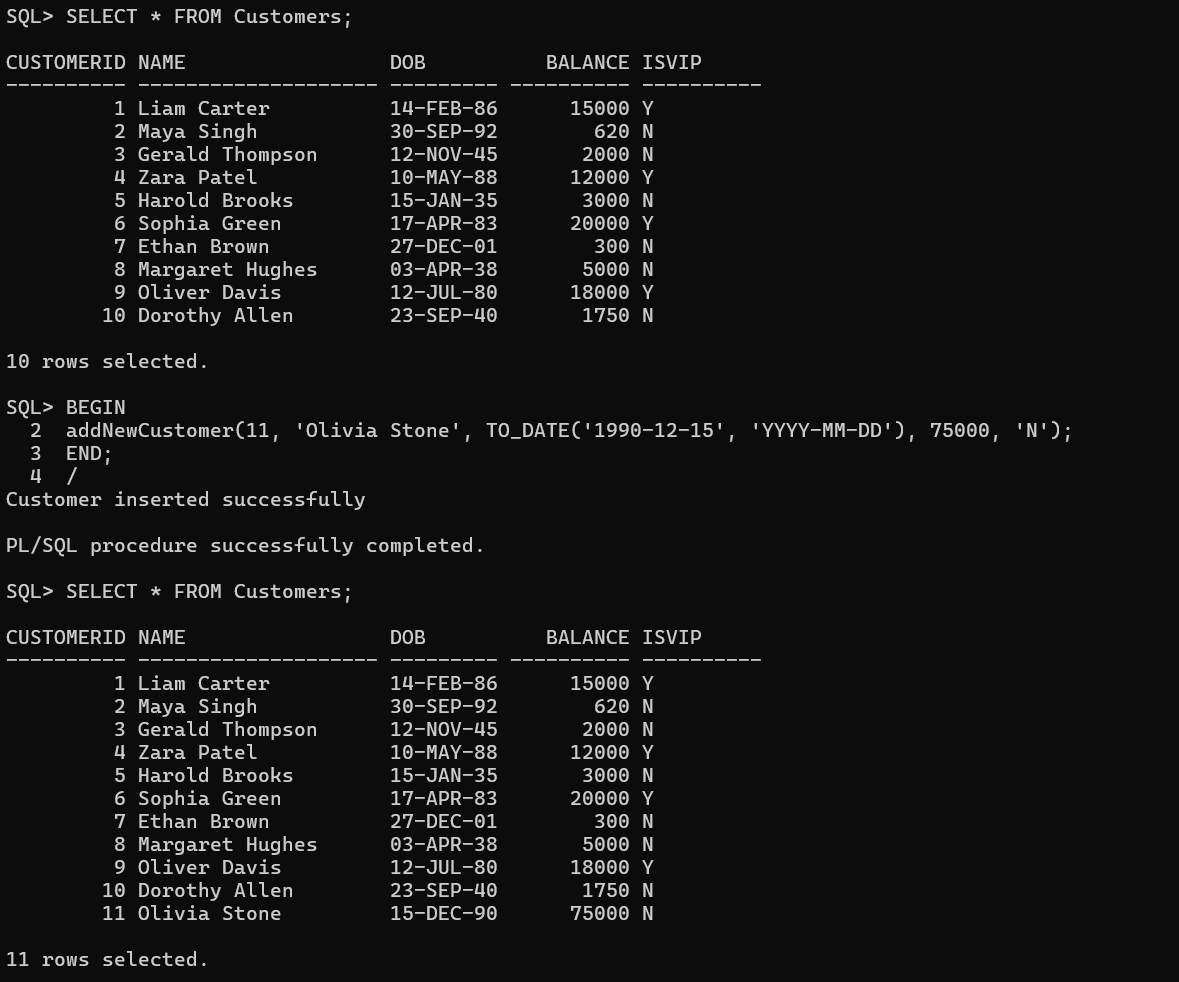 SQL> SELECT * FROM Customers;

CUSTOMERID NAME                 DOB          BALANCE ISVIP
---------- -------------------- --------- ---------- ----------
         1 Liam Carter          14-FEB-86      15000 Y
         2 Maya Singh           30-SEP-92        620 N
         3 Gerald Thompson      12-NOV-45       2000 N
         4 Zara Patel           10-MAY-88      12000 Y
         5 Harold Brooks        15-JAN-35       3000 N
         6 Sophia Green         17-APR-83      20000 Y
         7 Ethan Brown          27-DEC-01        300 N
         8 Margaret Hughes      03-APR-38       5000 N
         9 Oliver Davis         12-JUL-80      18000 Y
        10 Dorothy Allen        23-SEP-40       1750 N

10 rows selected.

SQL> BEGIN
  2  addNewCustomer(11, 'Olivia Stone', TO_DATE('1990-12-15', 'YYYY-MM-DD'), 75000, 'N');
  3  END;
  4  /
Customer inserted successfully

PL/SQL procedure successfully completed.

SQL> SELECT * FROM Customers;

CUSTOMERID NAME                 DOB          BALANCE ISVIP
---------- -------------------- --------- ---------- ----------
         1 Liam Carter          14-FEB-86      15000 Y
         2 Maya Singh           30-SEP-92        620 N
         3 Gerald Thompson      12-NOV-45       2000 N
         4 Zara Patel           10-MAY-88      12000 Y
         5 Harold Brooks        15-JAN-35       3000 N
         6 Sophia Green         17-APR-83      20000 Y
         7 Ethan Brown          27-DEC-01        300 N
         8 Margaret Hughes      03-APR-38       5000 N
         9 Oliver Davis         12-JUL-80      18000 Y
        10 Dorothy Allen        23-SEP-40       1750 N
        11 Olivia Stone         15-DEC-90      75000 N

11 rows selected.